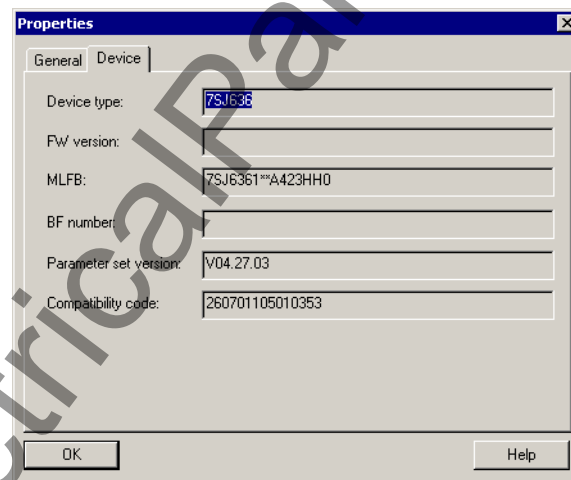 Properties
General Device
Device type: 7SJ636
FW version:
MLFB: 7SJ6361**A423HH0
BF number:
Parameter set version: V04.27.03
Compatibility code: 260701105010353
OK Help